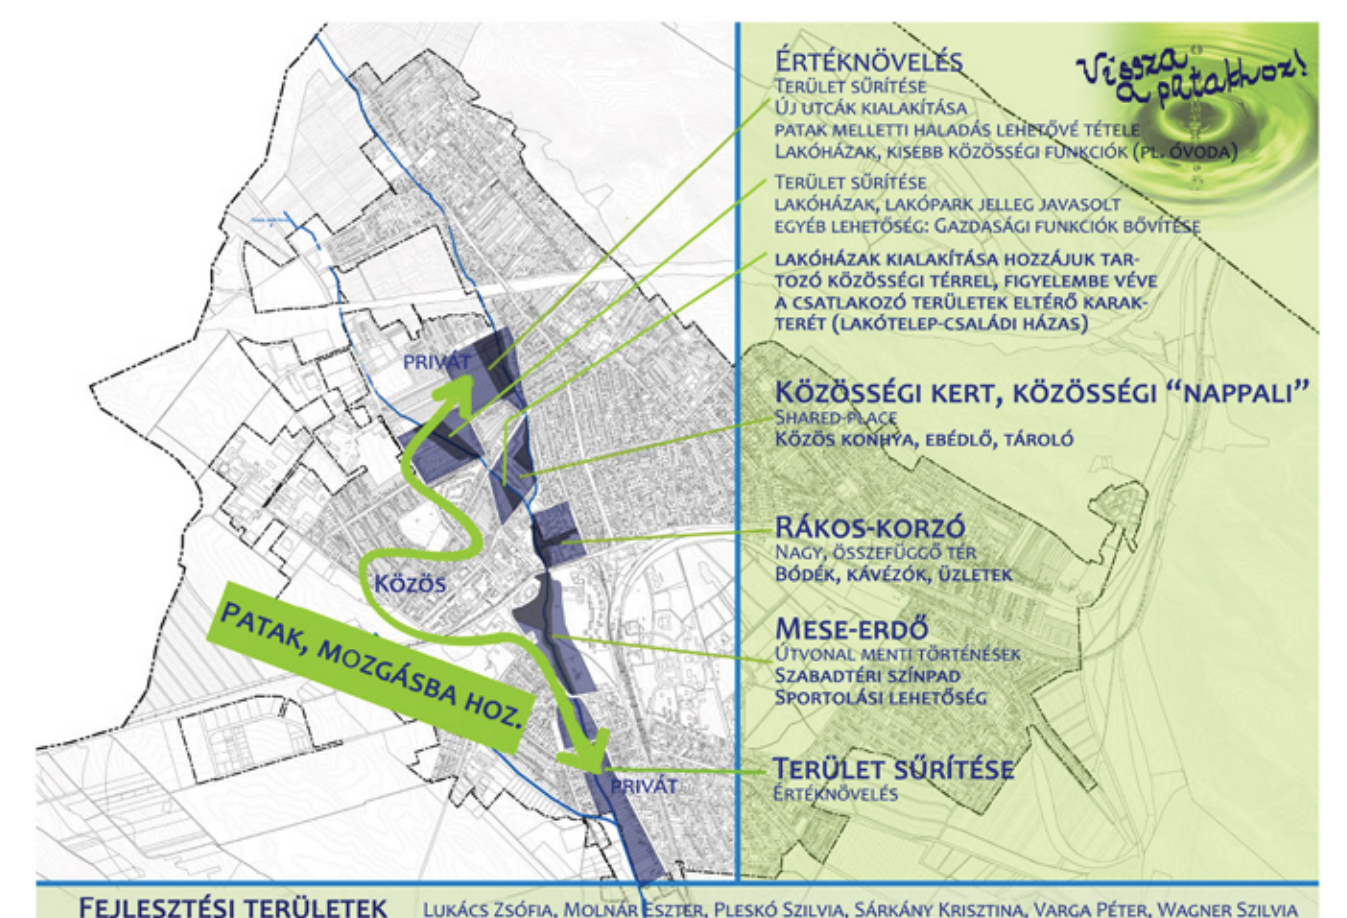 Vissza
a patakhoz!
ÉRTÉKNÖVELÉS
TERÜLET SŰRÍTÉSE
ÚJ UTCÁK KIALAKÍTÁSA
PATAK MELLETTI HALADÁS LEHETŐVÉ TÉTELE
LAKÓHÁZAK, KISEBB KÖZÖSSÉGI FUNKCIÓK (PL. ÓVODA)
TERÜLET SŰRÍTÉSE
LAKÓHÁZAK, LAKÓPARK JELLEG JAVASOLT
EGYÉB LEHETŐSÉG: GAZDASÁGI FUNKCIÓK BŐVÍTÉSE
LAKÓHÁZAK KIALAKÍTÁSA HOZZÁJUK TAR-
TOZÓ KÖZÖSSÉGI TÉRREL, FIGYELEMBE VÉVE
A CSATLAKOZÓ TERÜLETEK ELTÉRŐ KARAK-
TERÉT (LAKÓTELEP-CSALÁDI HÁZAS)
KÖZÖSSÉGI KERT, KÖZÖSSÉGI "NAPPALI"
SHARED-PLACE
KÖZÖS KONHYA, EBÉDLŐ, TÁROLÓ
RÁKOS-KORZÓ
NAGY, ÖSSZEFÜGGŐ TÉR
BÓDÉK, KÁVÉZÓK, ÜZLETEK
MESE-ERDŐ
ÚTVONAL MENTI TÖRTÉNÉSEK
SZABADTÉRI SZÍNPAD
SPORTOLÁSI LEHETŐSÉG
TERÜLET SŰRÍTÉSE
ÉRTÉKNÖVELÉS
PRIVÁT
KÖZÖS
PATAK, MOZGÁSBA HOZ.
PRIVÁT
FEJLESZTÉSI TERÜLETEK
LUKÁCS ZSÓFIA, MOLNÁR ESZTER, PLESKÓ SZILVIA, SÁRKÁNY KRISZTINA, VARGA PÉTER, WAGNER SZILVIA